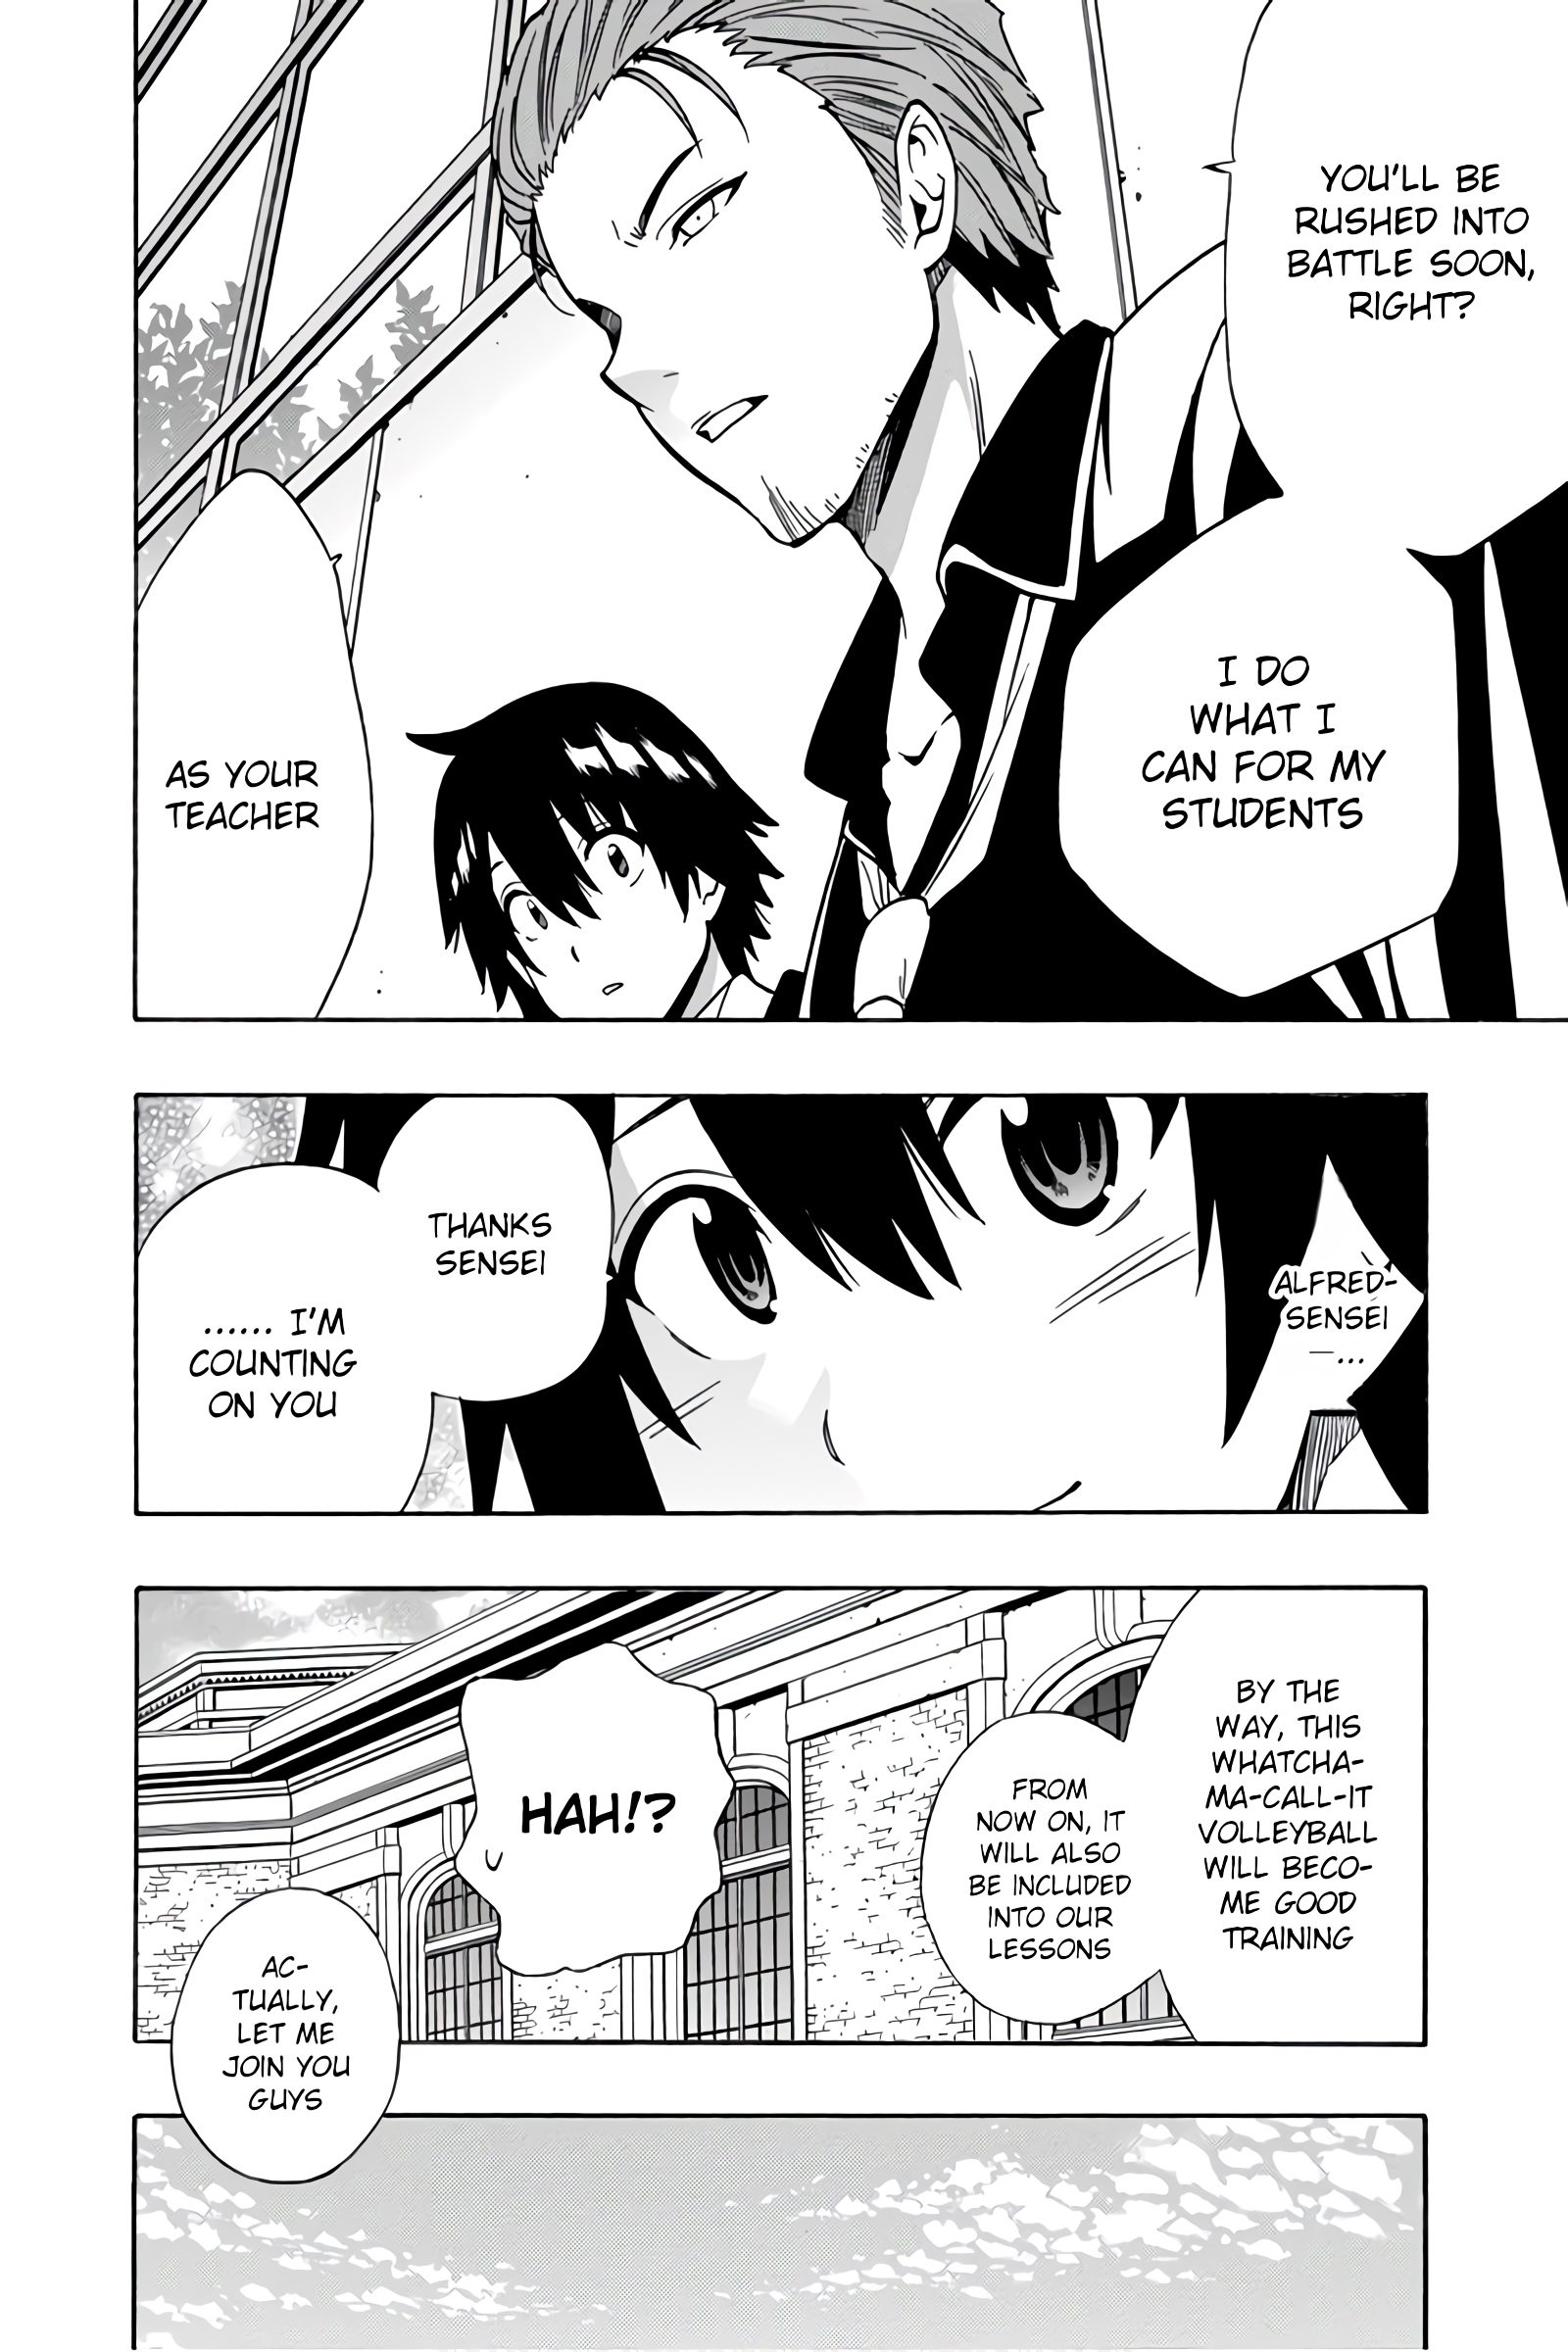 YOU'LL BE
RUSHED INTO
BATTLE SOON,
RIGHT?
I DO
WHAT I
CAN FOR MY
STUDENTS
AS YOUR
TEACHER
ALFRED-
SENSEI
—...
THANKS
SENSEI
...... I'M
COUNTING
ON YOU
BY THE
WAY, THIS
WHATCHA-
MA-CALL-IT
VOLLEYBALL
WILL BECO-
ME GOOD
TRAINING
FROM
NOW ON, IT
WILL ALSO
BE INCLUDED
INTO OUR
LESSONS
HAH!?
AC-
TUALLY,
LET ME
JOIN YOU
GUYS